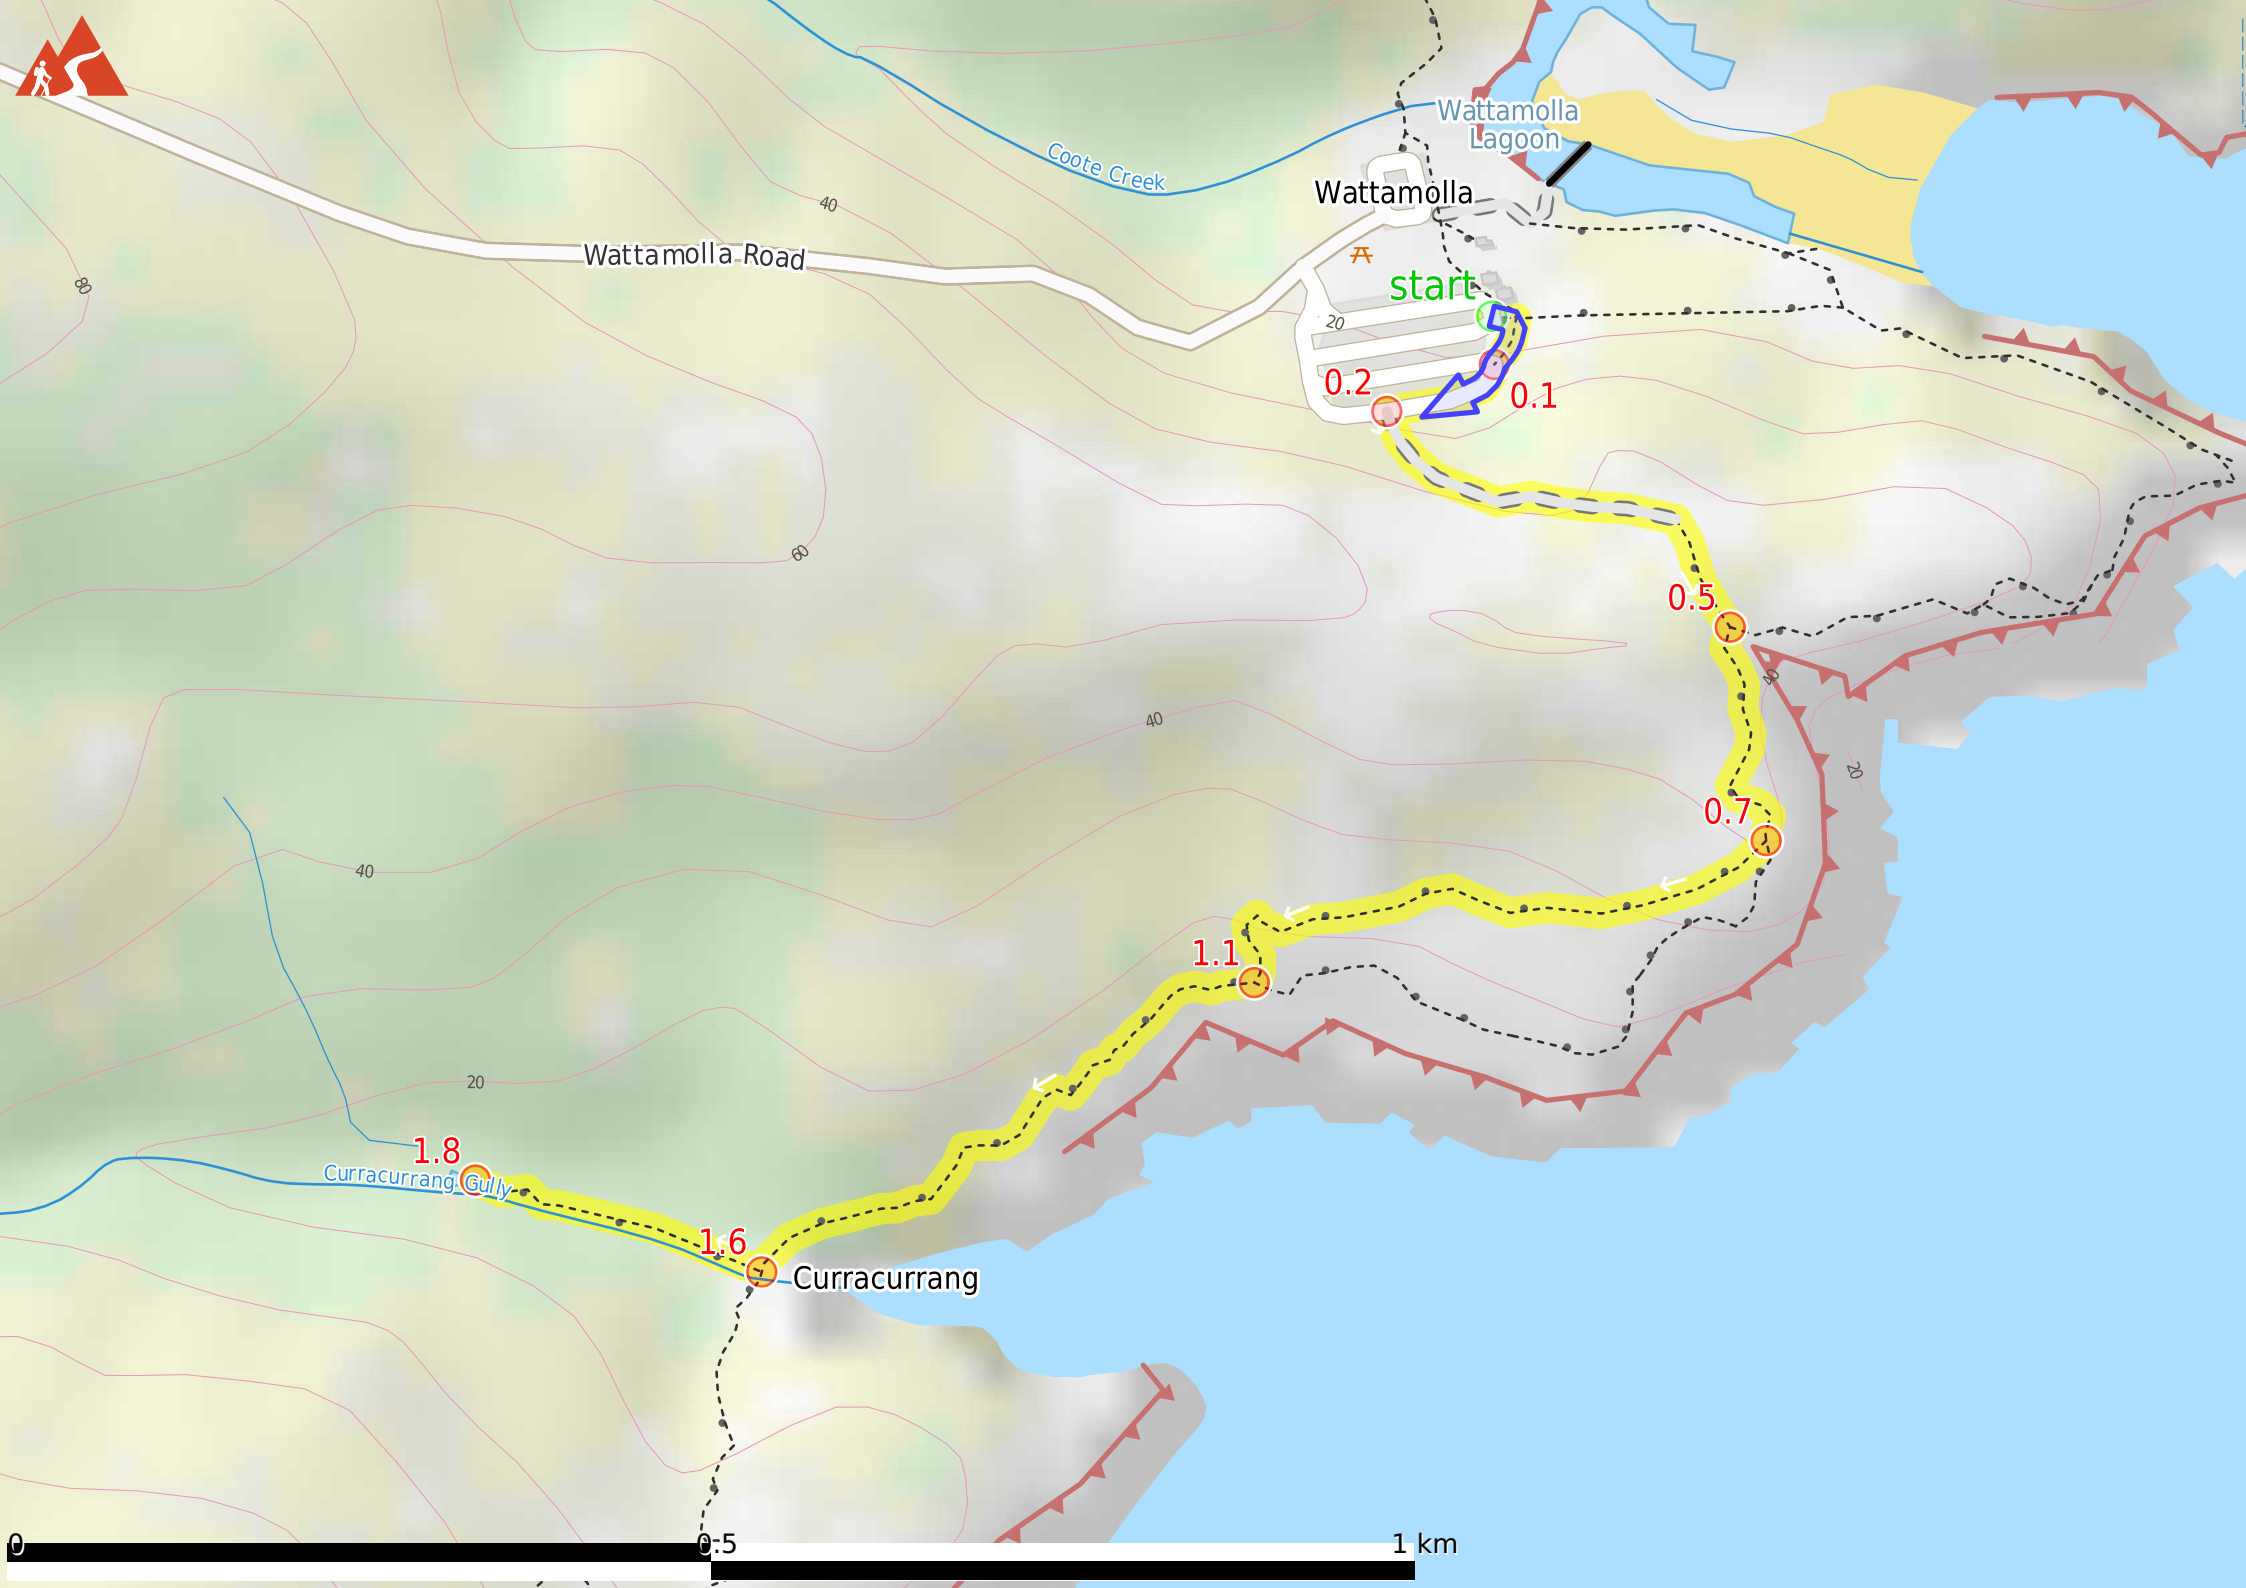 Wattamolla
Lagoon
Coote Creek
Wattamolla
40
Wattamolla Road
80
start
20
0.2
0.1
60
0.5
40
40
20
0.7
40
1.1
20
1.8
Curracurrang Gully
1.6
Curracurrang
0
0.5
1 km